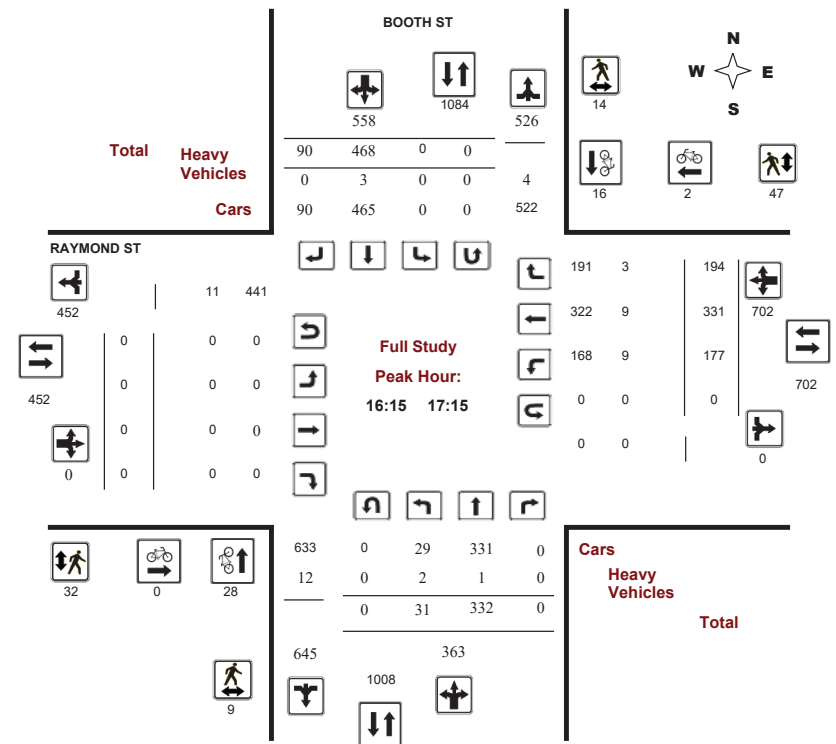 BOOTH ST
N
W E
S
1084
14
558 526
Total Heavy Vehicles
90 468 0 0
0 3 0 0 4
Cars 90 465 0 0 522
16 2 47
RAYMOND ST
452
11 441
452
0 0 0
0 0 0
0 0 0
0 0 0
0
Full Study
Peak Hour:
16:15 17:15
191 3 194
322 9 331
168 9 177
0 0 0
0 0
702
702
0
32 0 28
9
633 0 29 331 0
12 0 2 1 0
0 31 332 0
645 363
1008
Cars
Heavy
Vehicles
Total